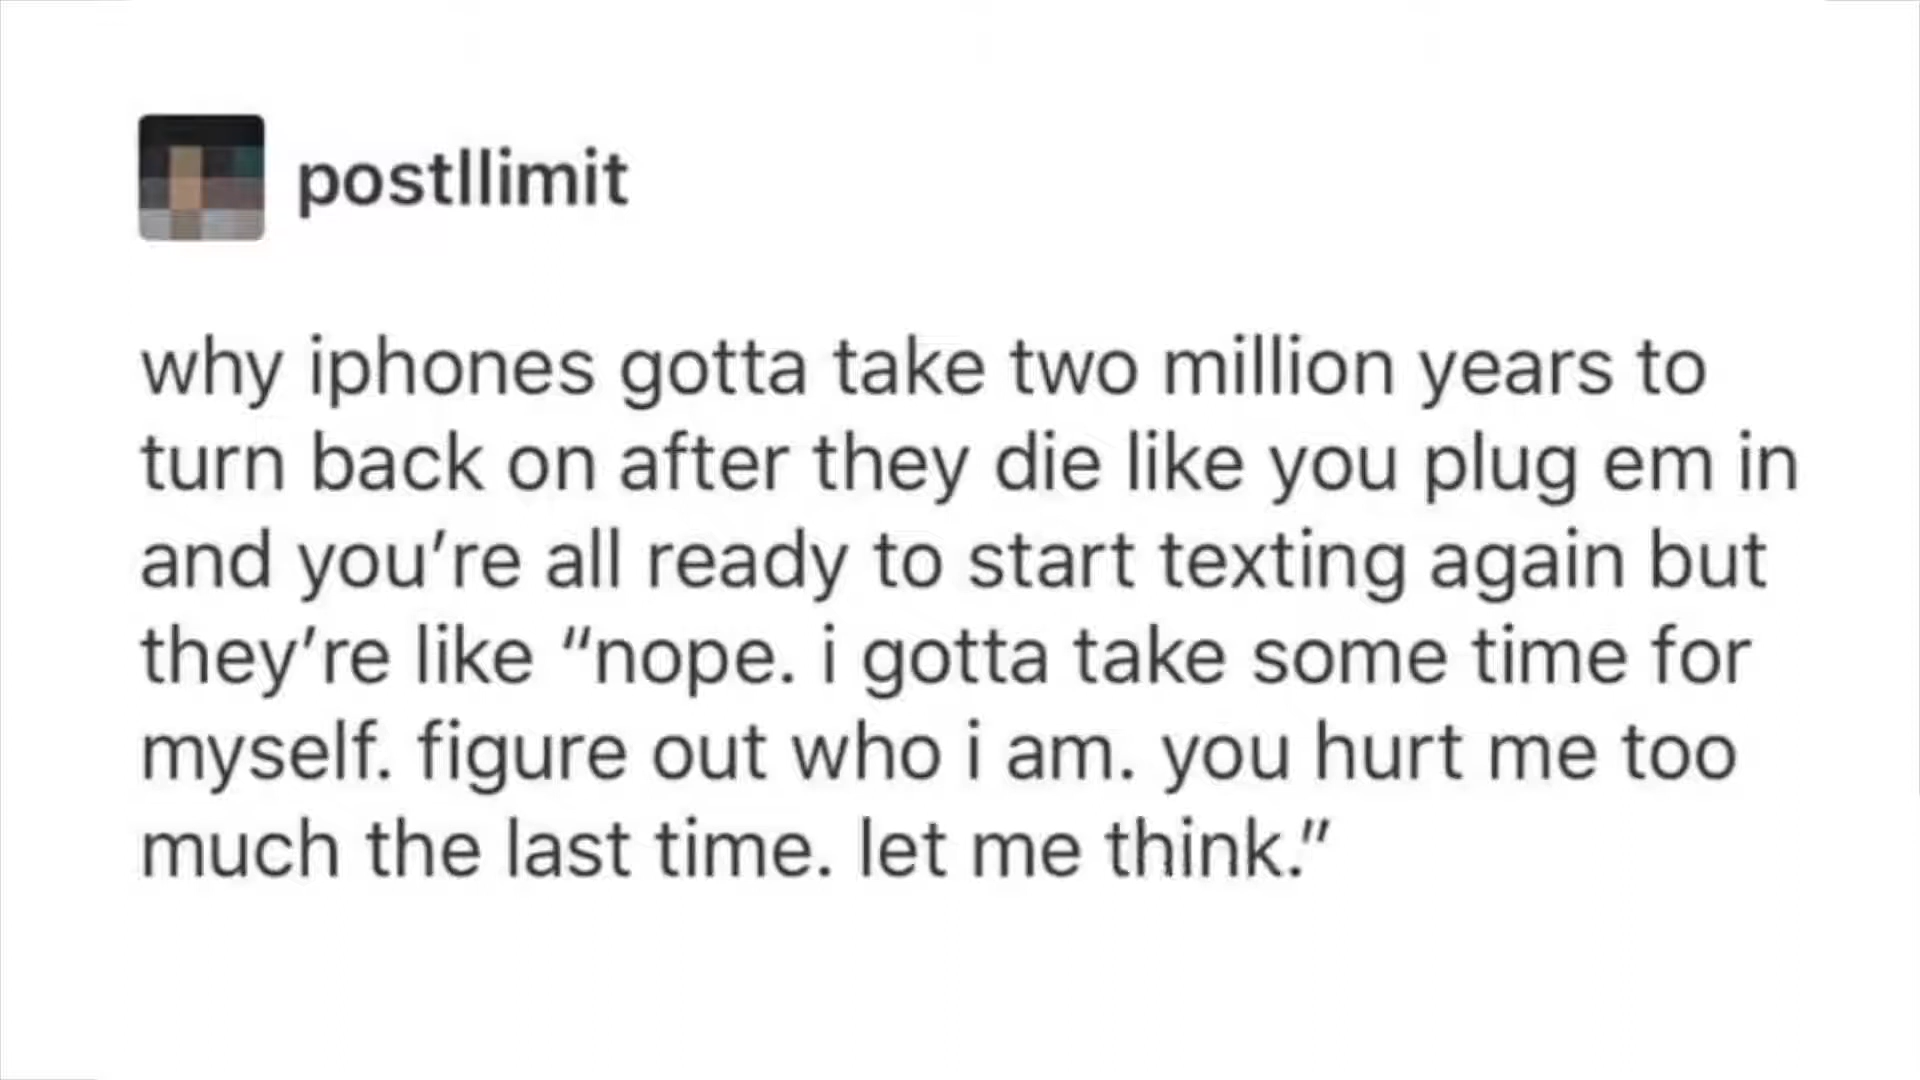 postllimit
why iphones gotta take two million years to
turn back on after they die like you plug em in
and you’re all ready to start texting again but
they’re like “nope. i gotta take some time for
myself. figure out who i am. you hurt me too
much the last time. let me think.”